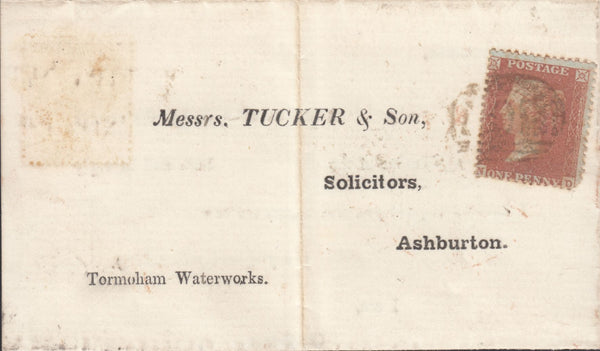 POSTAGE
ONE PENNY
D
Messrs. TUCKER & Son,
Solicitors,
Ashburton.
Tormoham Waterworks.